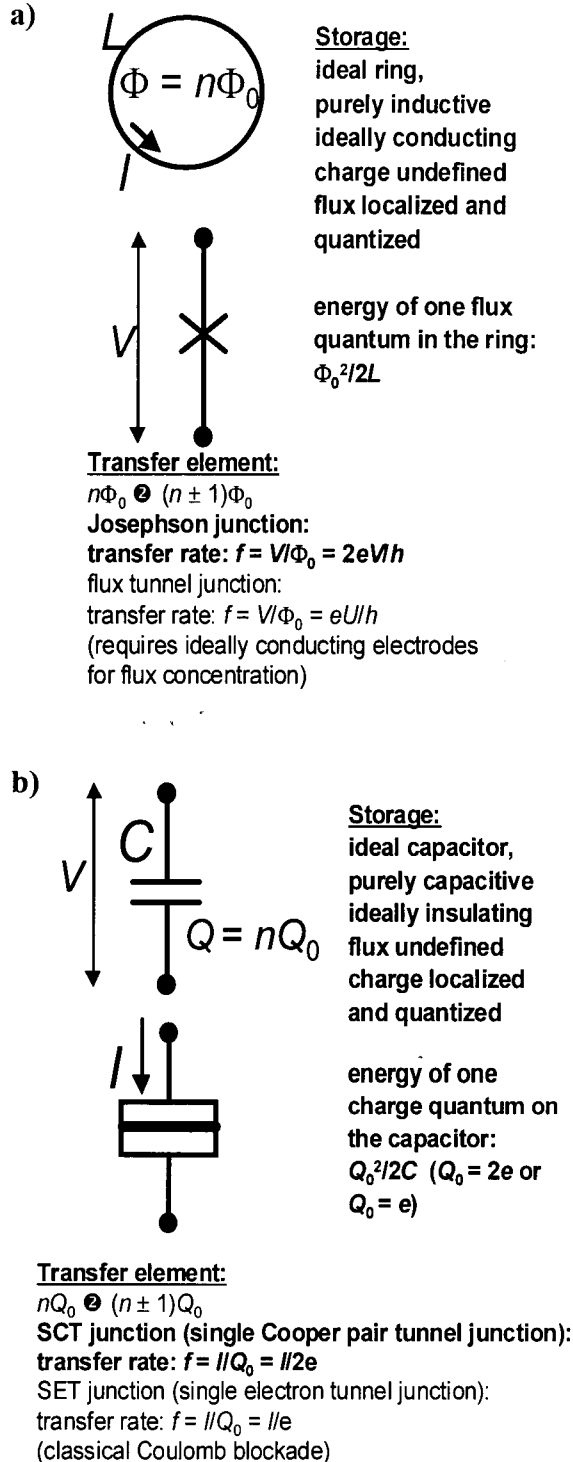 a)
L
Φ = nΦ₀
I
Storage:
ideal ring,
purely inductive
ideally conducting
charge undefined
flux localized and
quantized
energy of one flux
quantum in the ring:
Φ₀²/2L
V
Transfer element:
nΦ₀ ❷ (n ± 1)Φ₀
Josephson junction:
transfer rate: f = V/Φ₀ = 2eV/h
flux tunnel junction:
transfer rate: f = V/Φ₀ = eU/h
(requires ideally conducting electrodes
for flux concentration)
b)
V
C
Q = nQ₀
I
Storage:
ideal capacitor,
purely capacitive
ideally insulating
flux undefined
charge localized
and quantized
energy of one
charge quantum on
the capacitor:
Q₀²/2C (Q₀ = 2e or
Q₀ = e)
Transfer element:
nQ₀ ❷ (n ± 1)Q₀
SCT junction (single Cooper pair tunnel junction):
transfer rate: f = I/Q₀ = I/2e
SET junction (single electron tunnel junction):
transfer rate: f = I/Q₀ = I/e
(classical Coulomb blockade)